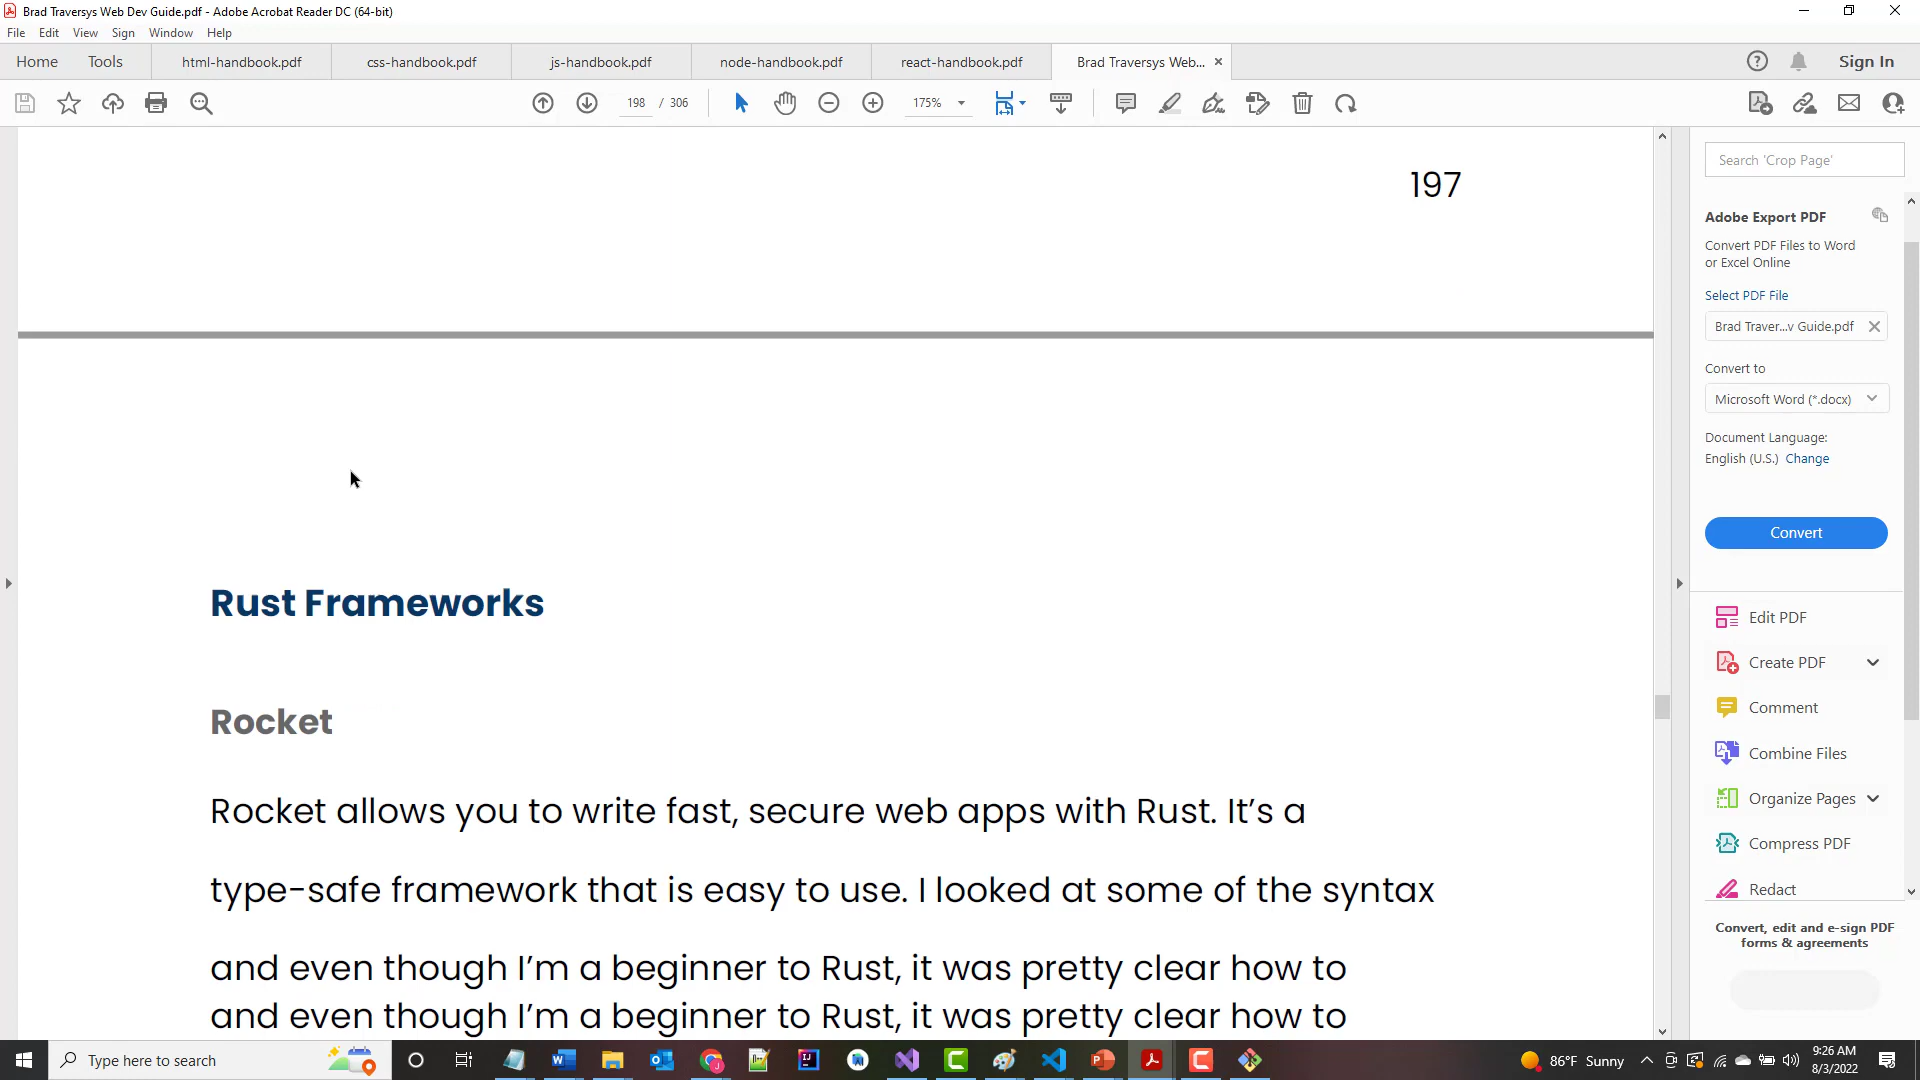 Brad Traversys Web Dev Guide.pdf - Adobe Acrobat Reader DC (64-bit)
File Edit View Sign Window Help
Home Tools html-handbook.pdf css-handbook.pdf js-handbook.pdf node-handbook.pdf react-handbook.pdf Brad Traversys Web... Sign In
198 / 306 175%
197
Rust Frameworks
Rocket
Rocket allows you to write fast, secure web apps with Rust. It's a
type-safe framework that is easy to use. I looked at some of the syntax
and even though I'm a beginner to Rust, it was pretty clear how to
and even though I'm a beginner to Rust, it was pretty clear how to
Search 'Crop Page'
Adobe Export PDF
Convert PDF Files to Word
or Excel Online
Select PDF File
Brad Traver...v Guide.pdf
Convert to
Microsoft Word (*.docx)
Document Language:
English (U.S.) Change
Convert
Edit PDF
Create PDF
Comment
Combine Files
Organize Pages
Compress PDF
Redact
Convert, edit and e-sign PDF
forms & agreements
Type here to search
86°F Sunny
9:26 AM
8/3/2022